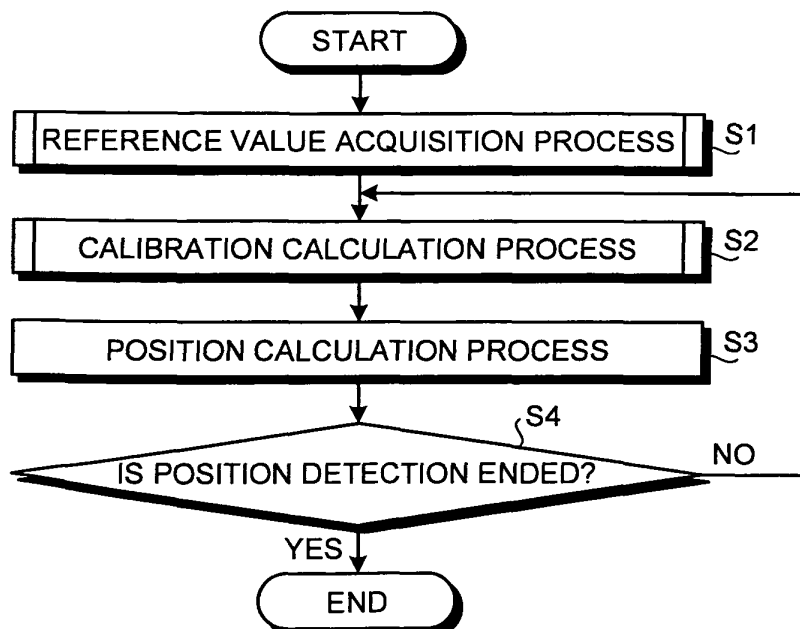 START
REFERENCE VALUE ACQUISITION PROCESS
S1
CALIBRATION CALCULATION PROCESS
S2
POSITION CALCULATION PROCESS
S3
S4
IS POSITION DETECTION ENDED?
NO
YES
END